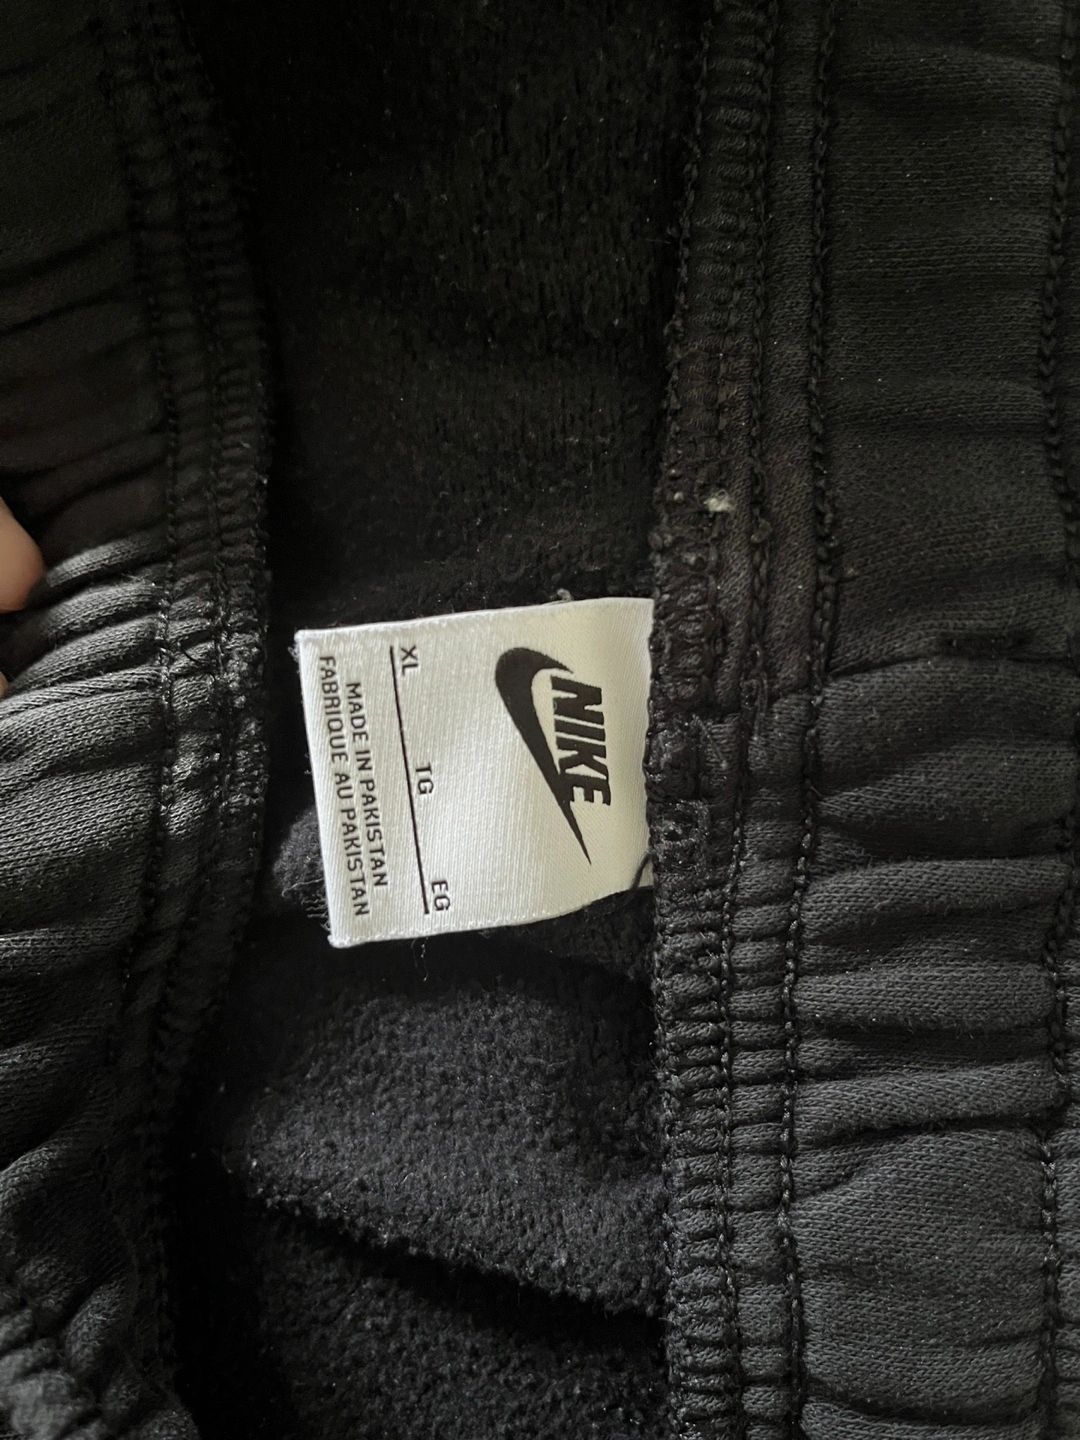 NIKE
XL TG EG
MADE IN PAKISTAN
FABRIQUE AU PAKISTAN